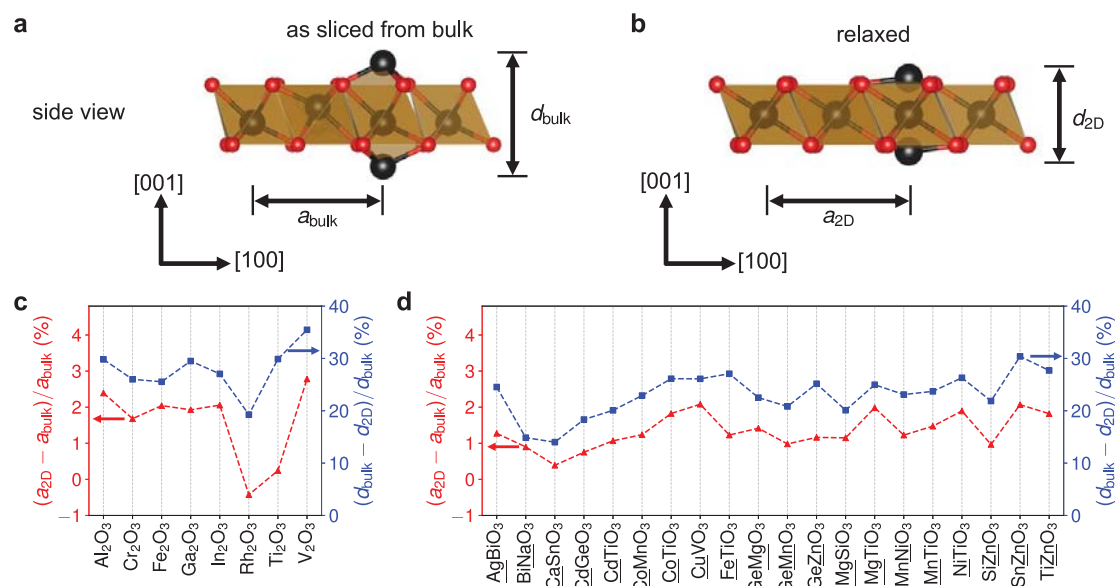 a
as sliced from bulk
side view
d_bulk
[001]
a_bulk
[100]
b
relaxed
d_2D
[001]
a_2D
[100]
c
(a_2D − a_bulk)/a_bulk (%)
4
3
2
1
0
−1
40
30
20
10
0
(d_bulk − d_2D)/d_bulk (%)
Al₂O₃
Cr₂O₃
Fe₂O₃
Ga₂O₃
In₂O₃
Rh₂O₃
Ti₂O₃
V₂O₃
d
(a_2D − a_bulk)/a_bulk (%)
4
3
2
1
0
−1
40
30
20
10
0
(d_bulk − d_2D)/d_bulk (%)
AgBiO₃
BiNaO₃
CaSnO₃
CdGeO₃
CdTiO₃
CoMnO₃
CoTiO₃
CuVO₃
FeTiO₃
GeMgO₃
GeMnO₃
GeZnO₃
MgSiO₃
MgTiO₃
MnNiO₃
MnTiO₃
NiTiO₃
SiZnO₃
SnZnO₃
TiZnO₃